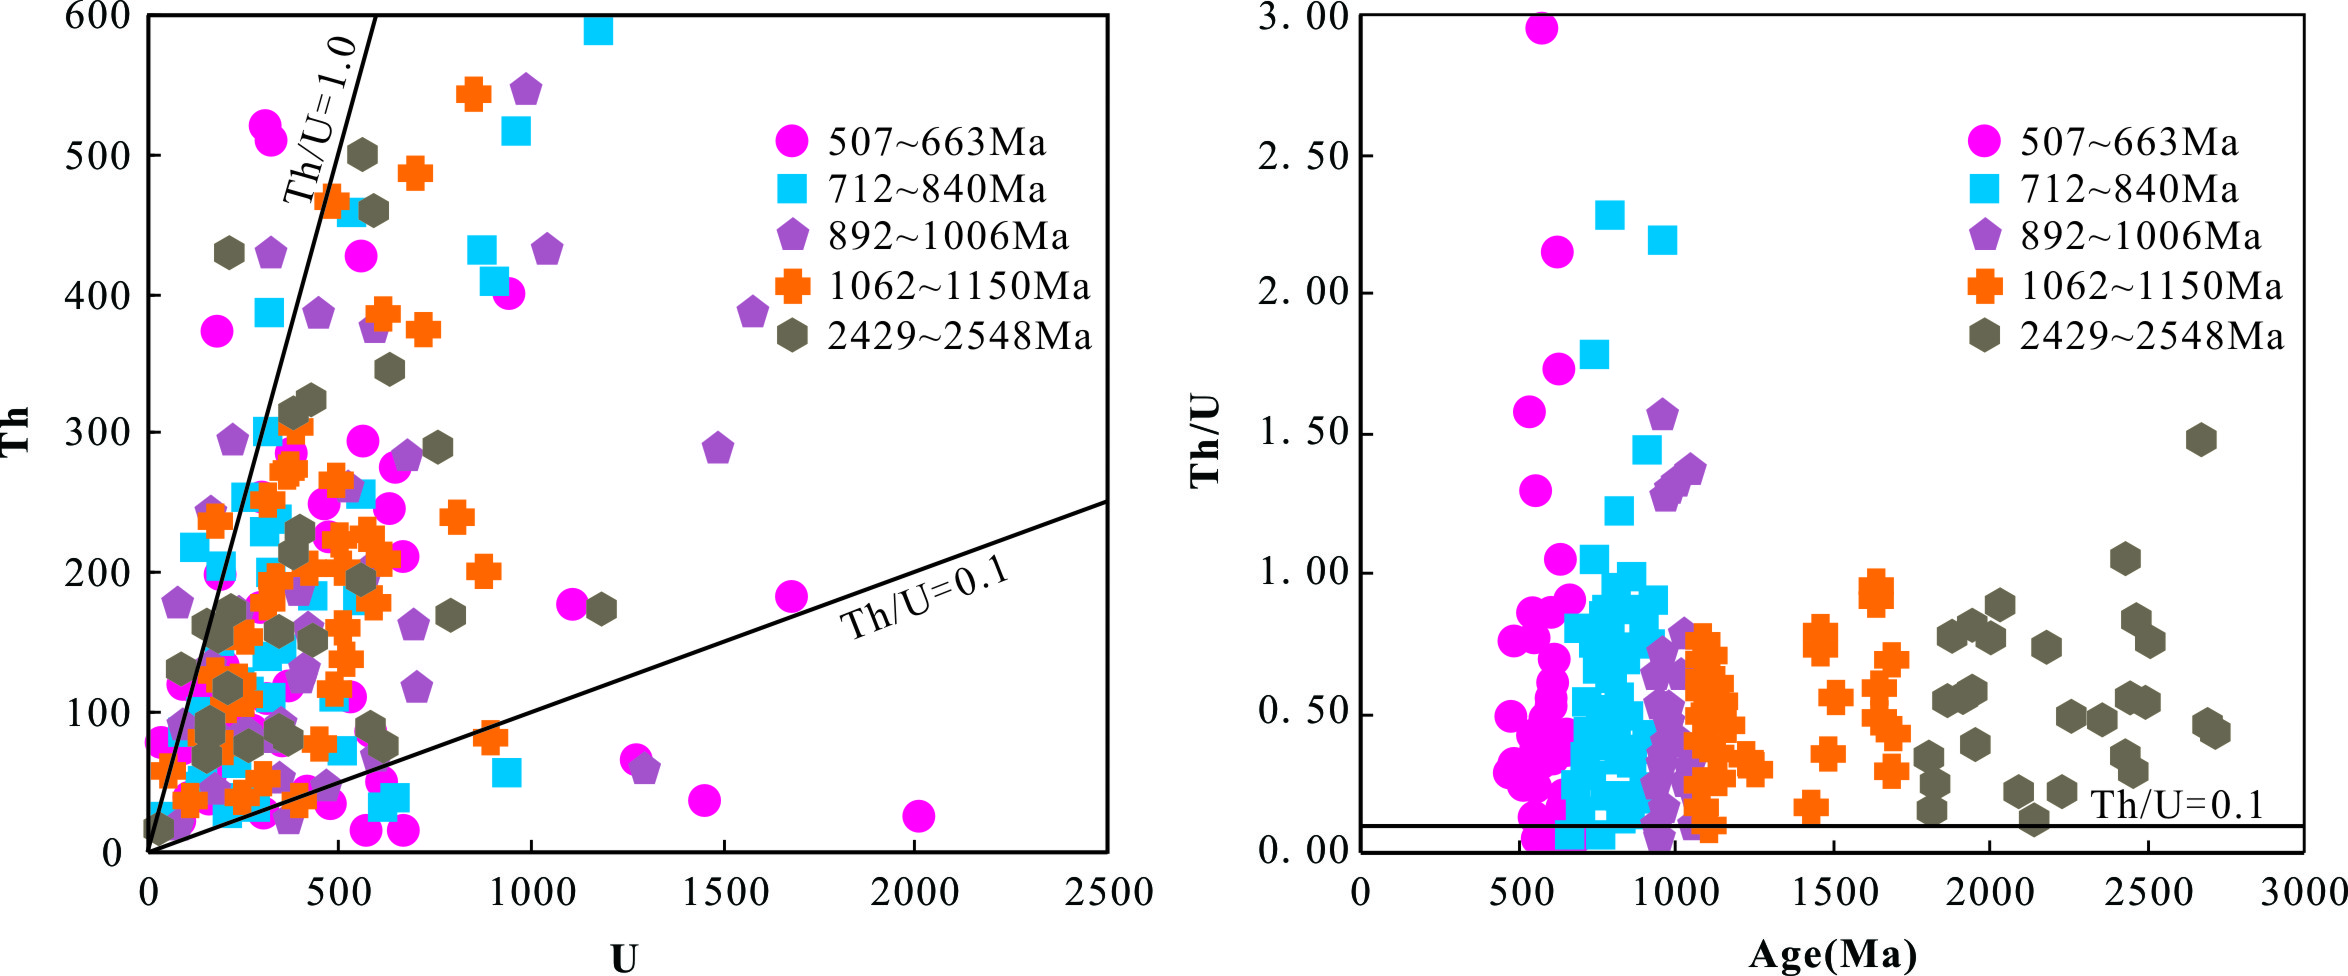 600
500
400
300
200
100
0
Th
0
500
1000
1500
2000
2500
U
Th/U=1.0
Th/U=0.1
507~663Ma
712~840Ma
892~1006Ma
1062~1150Ma
2429~2548Ma
3.00
2.50
2.00
1.50
1.00
0.50
0.00
Th/U
0
500
1000
1500
2000
2500
3000
Age(Ma)
507~663Ma
712~840Ma
892~1006Ma
1062~1150Ma
2429~2548Ma
Th/U=0.1